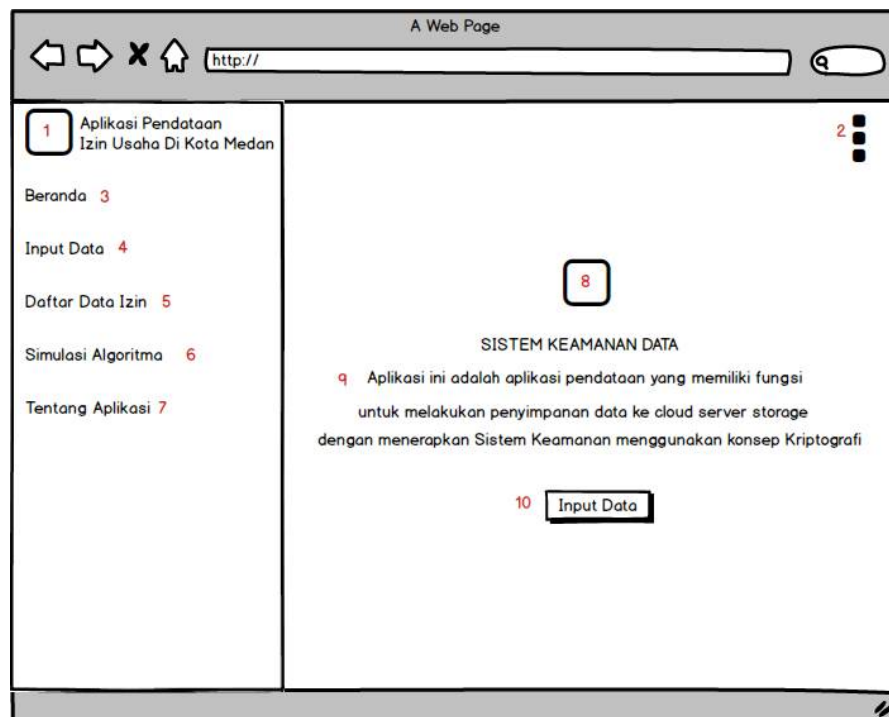 A Web Page
http://
1 Aplikasi Pendataan
Izin Usaha Di Kota Medan
2
Beranda 3
Input Data 4
Daftar Data Izin 5
Simulasi Algoritma 6
Tentang Aplikasi 7
8
SISTEM KEAMANAN DATA
9 Aplikasi ini adalah aplikasi pendataan yang memiliki fungsi
untuk melakukan penyimpanan data ke cloud server storage
dengan menerapkan Sistem Keamanan menggunakan konsep Kriptografi
10 Input Data